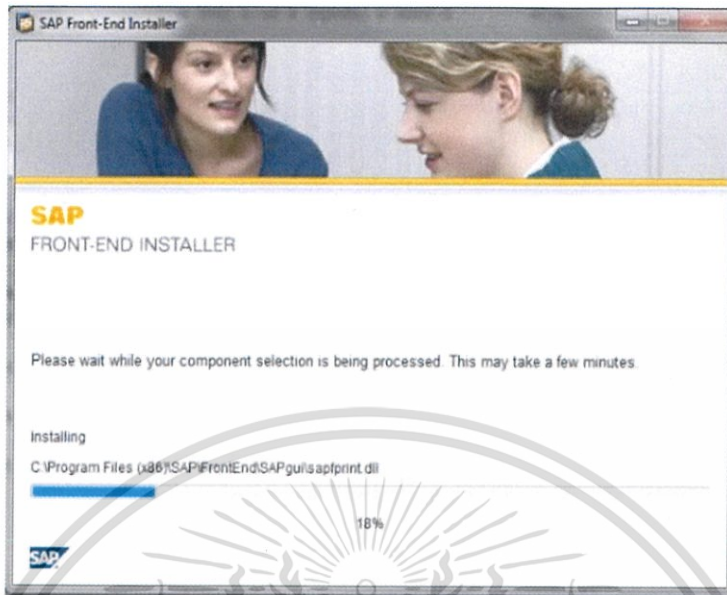 SAP Front-End Installer
SAP
FRONT-END INSTALLER
Please wait while your component selection is being processed. This may take a few minutes.
Installing
C:\Program Files (x86)\SAP\FrontEnd\SAPgui\sapfprint.dll
18%
SAP